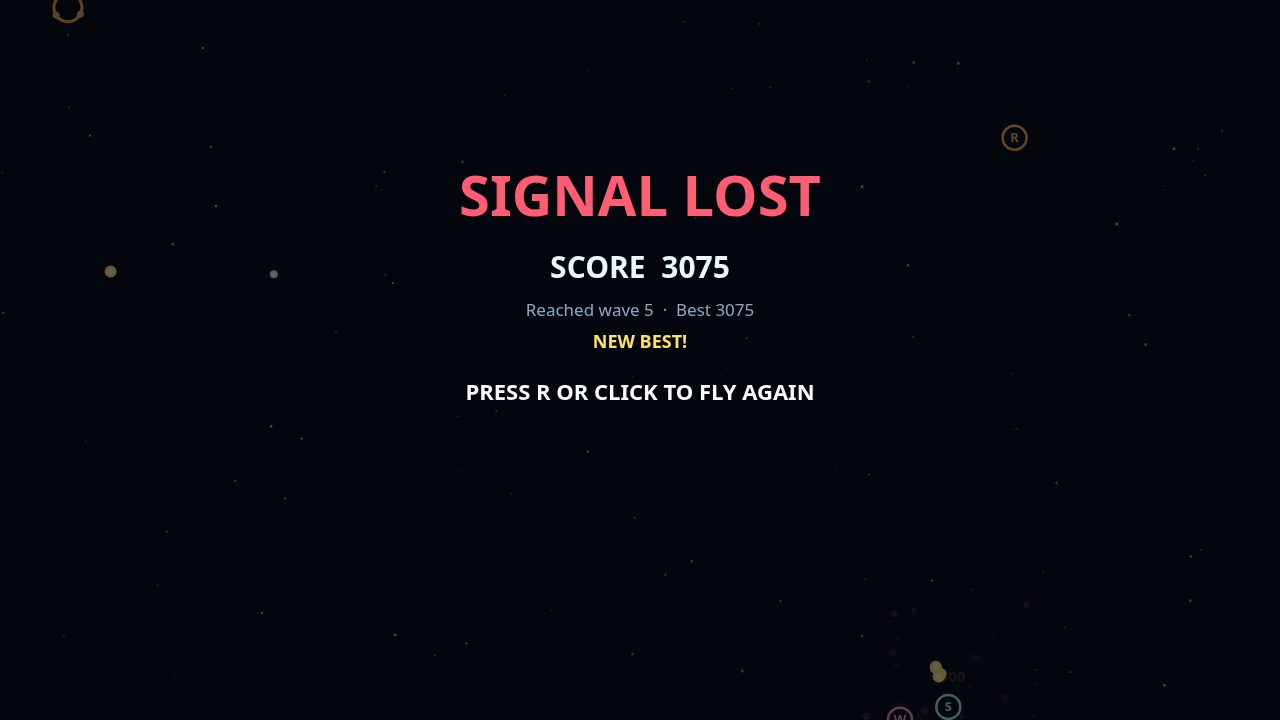 R
SIGNAL LOST
SCORE 3075
Reached wave 5 · Best 3075
NEW BEST!
PRESS R OR CLICK TO FLY AGAIN
S
W